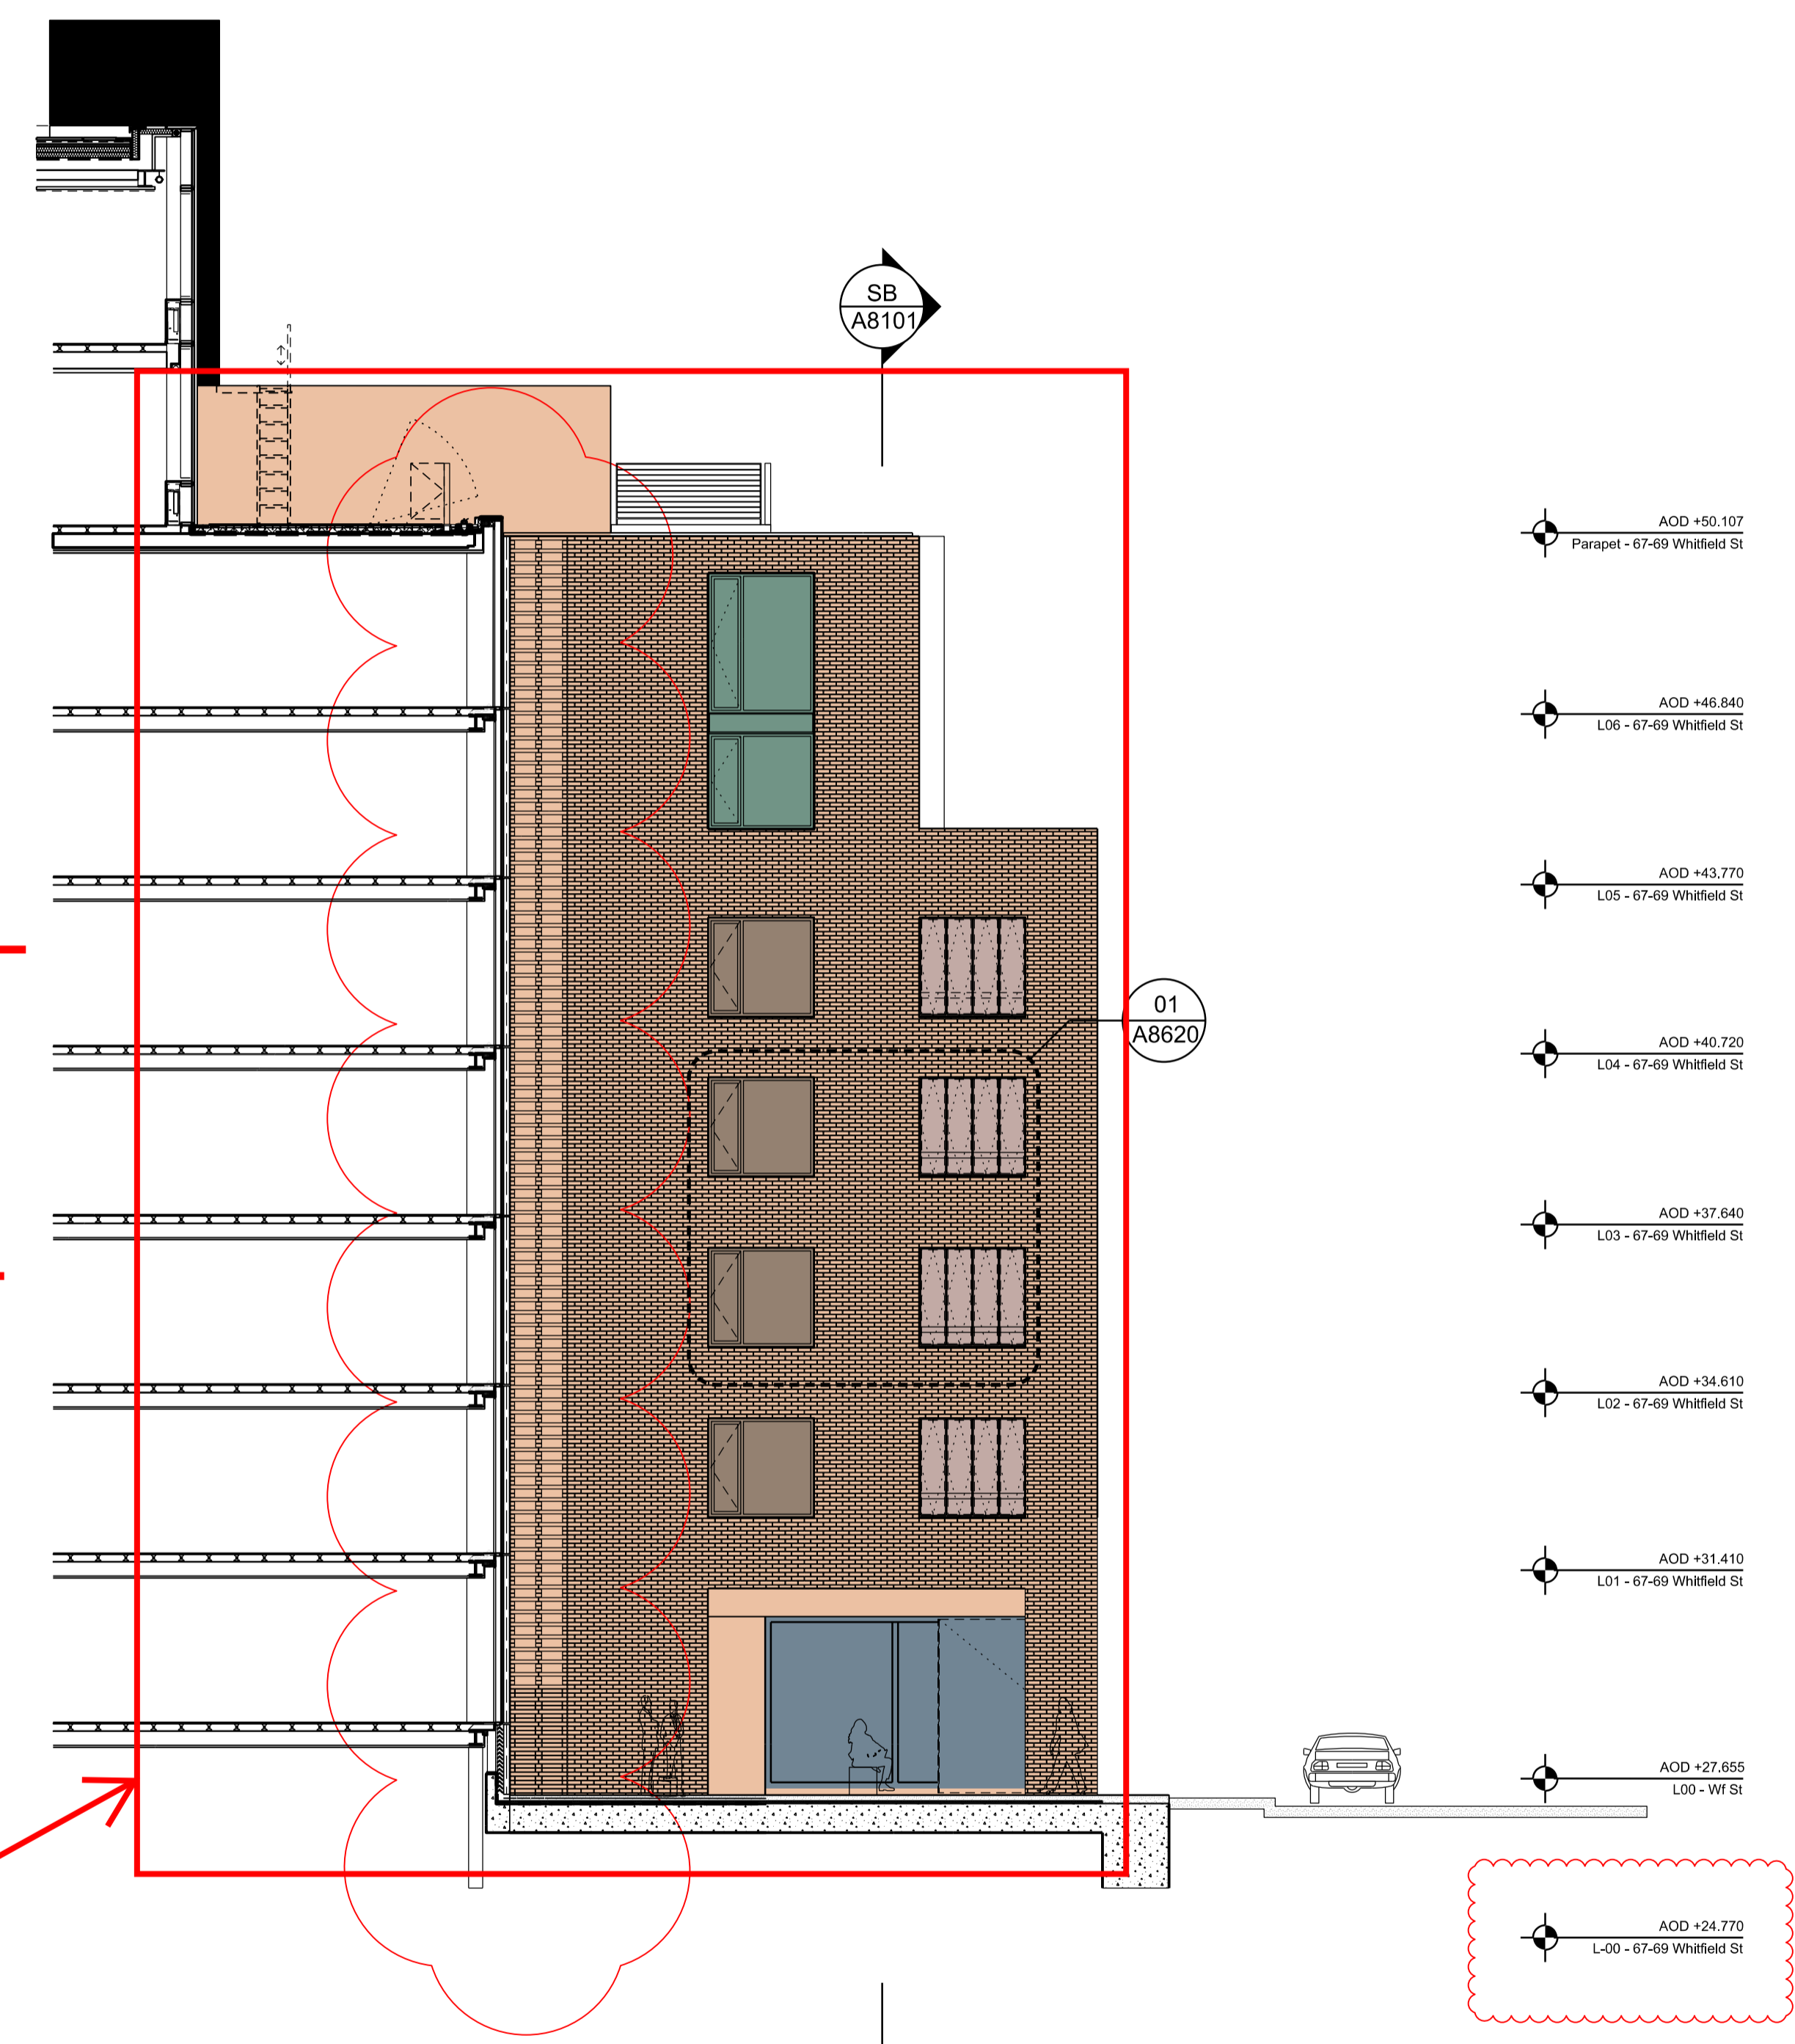 SB
A8101
AOD +50.107
Parapet - 67-69 Whitfield St
AOD +46.840
L06 - 67-69 Whitfield St
AOD +43.770
L05 - 67-69 Whitfield St
01
A8620
AOD +40.720
L04 - 67-69 Whitfield St
AOD +37.640
L03 - 67-69 Whitfield St
AOD +34.610
L02 - 67-69 Whitfield St
AOD +31.410
L01 - 67-69 Whitfield St
AOD +27.655
L00 - Wf St
AOD +24.770
L-00 - 67-69 Whitfield St